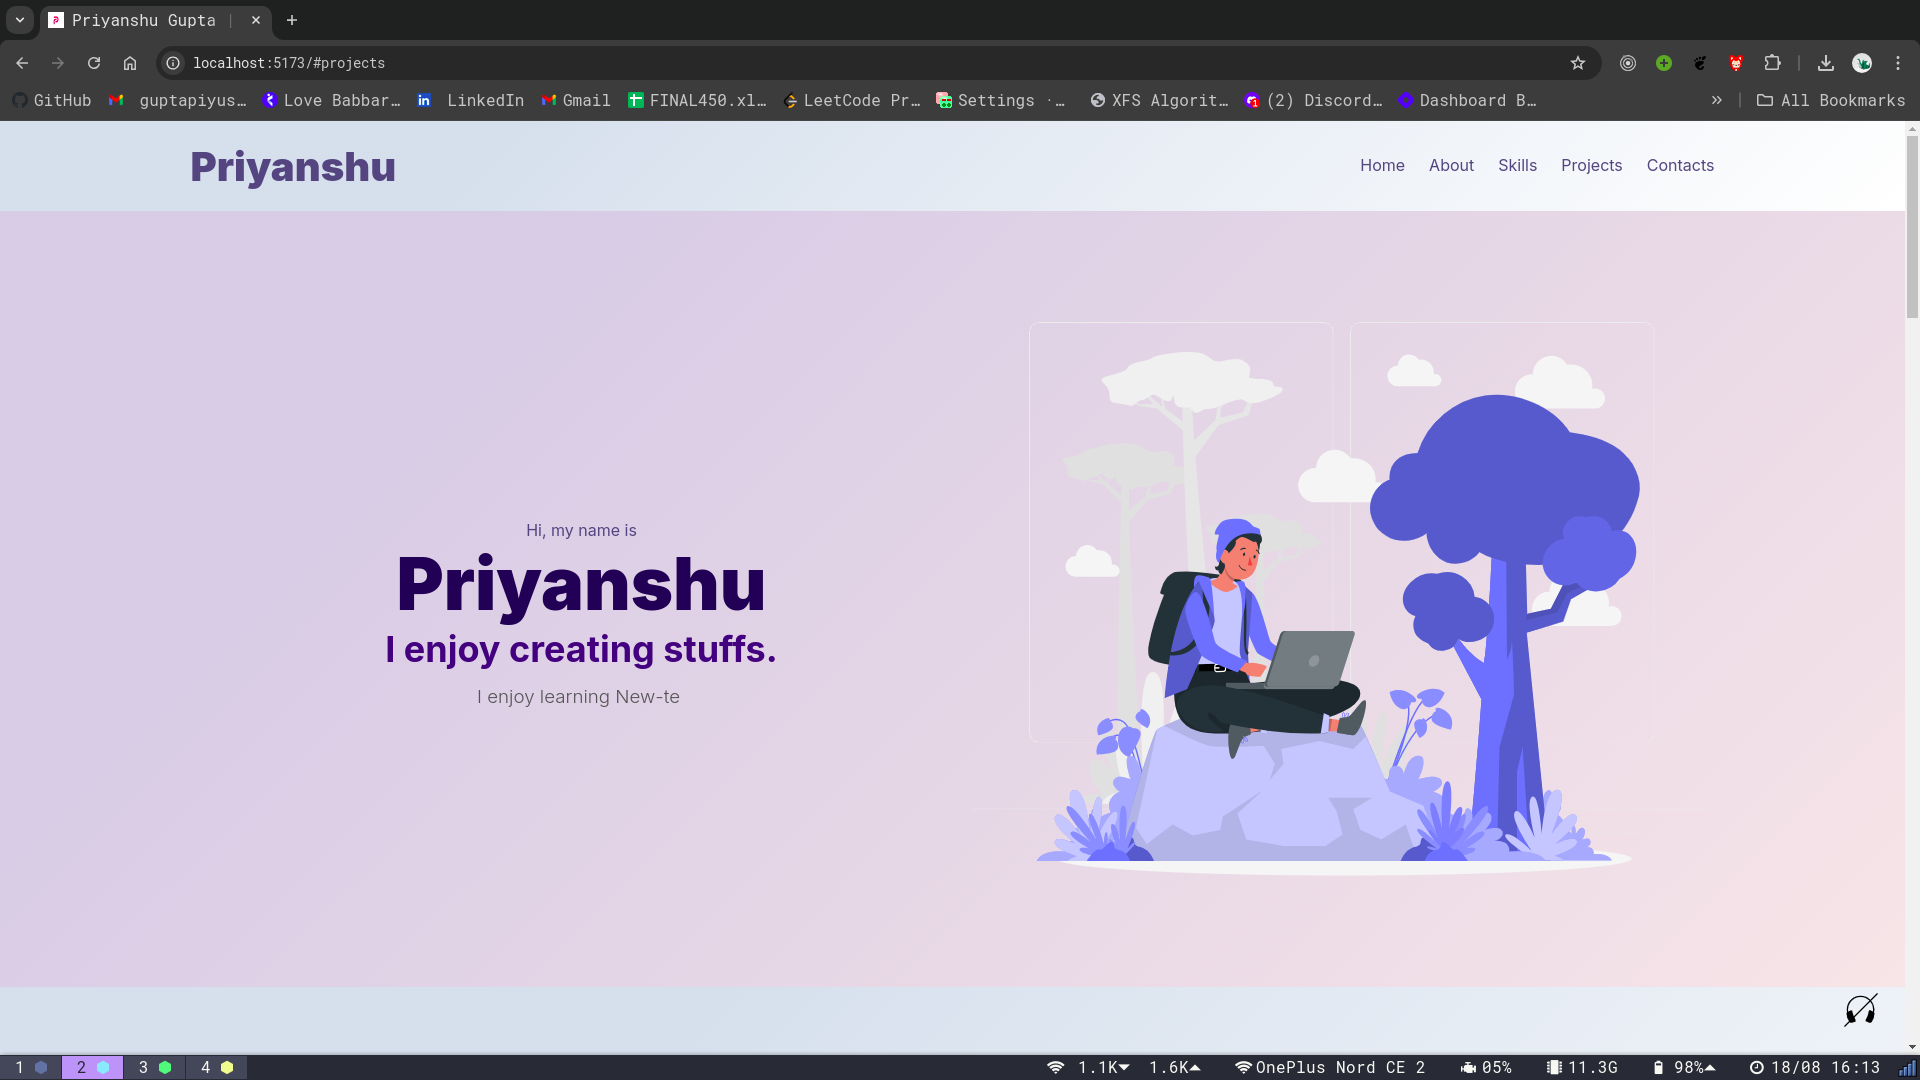 Priyanshu Gupta |
localhost:5173/#projects
GitHub guptapiyus… Love Babbar… LinkedIn Gmail FINAL450.xl… LeetCode Pr… Settings ·… XFS Algorit… (2) Discord… Dashboard B… » All Bookmarks
Priyanshu
Home About Skills Projects Contacts
Hi, my name is
Priyanshu
I enjoy creating stuffs.
I enjoy learning New-te
1 2 3 4 1.1K 1.6K OnePlus Nord CE 2 05% 11.3G 98% 18/08 16:13